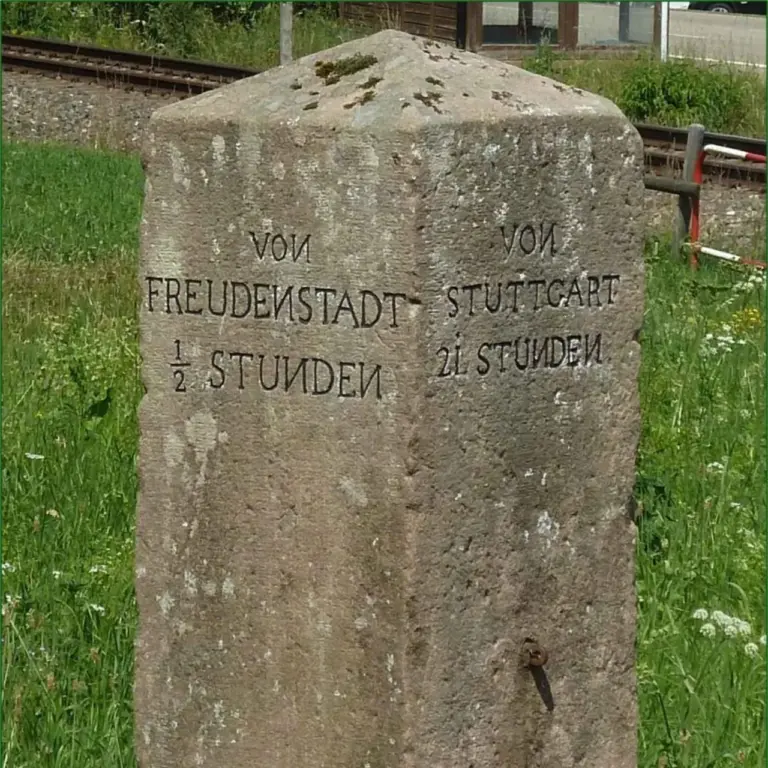 VON
FREUDENSTADT
1/2 STUNDEN
VON
STUTTGART
21. STUNDEN